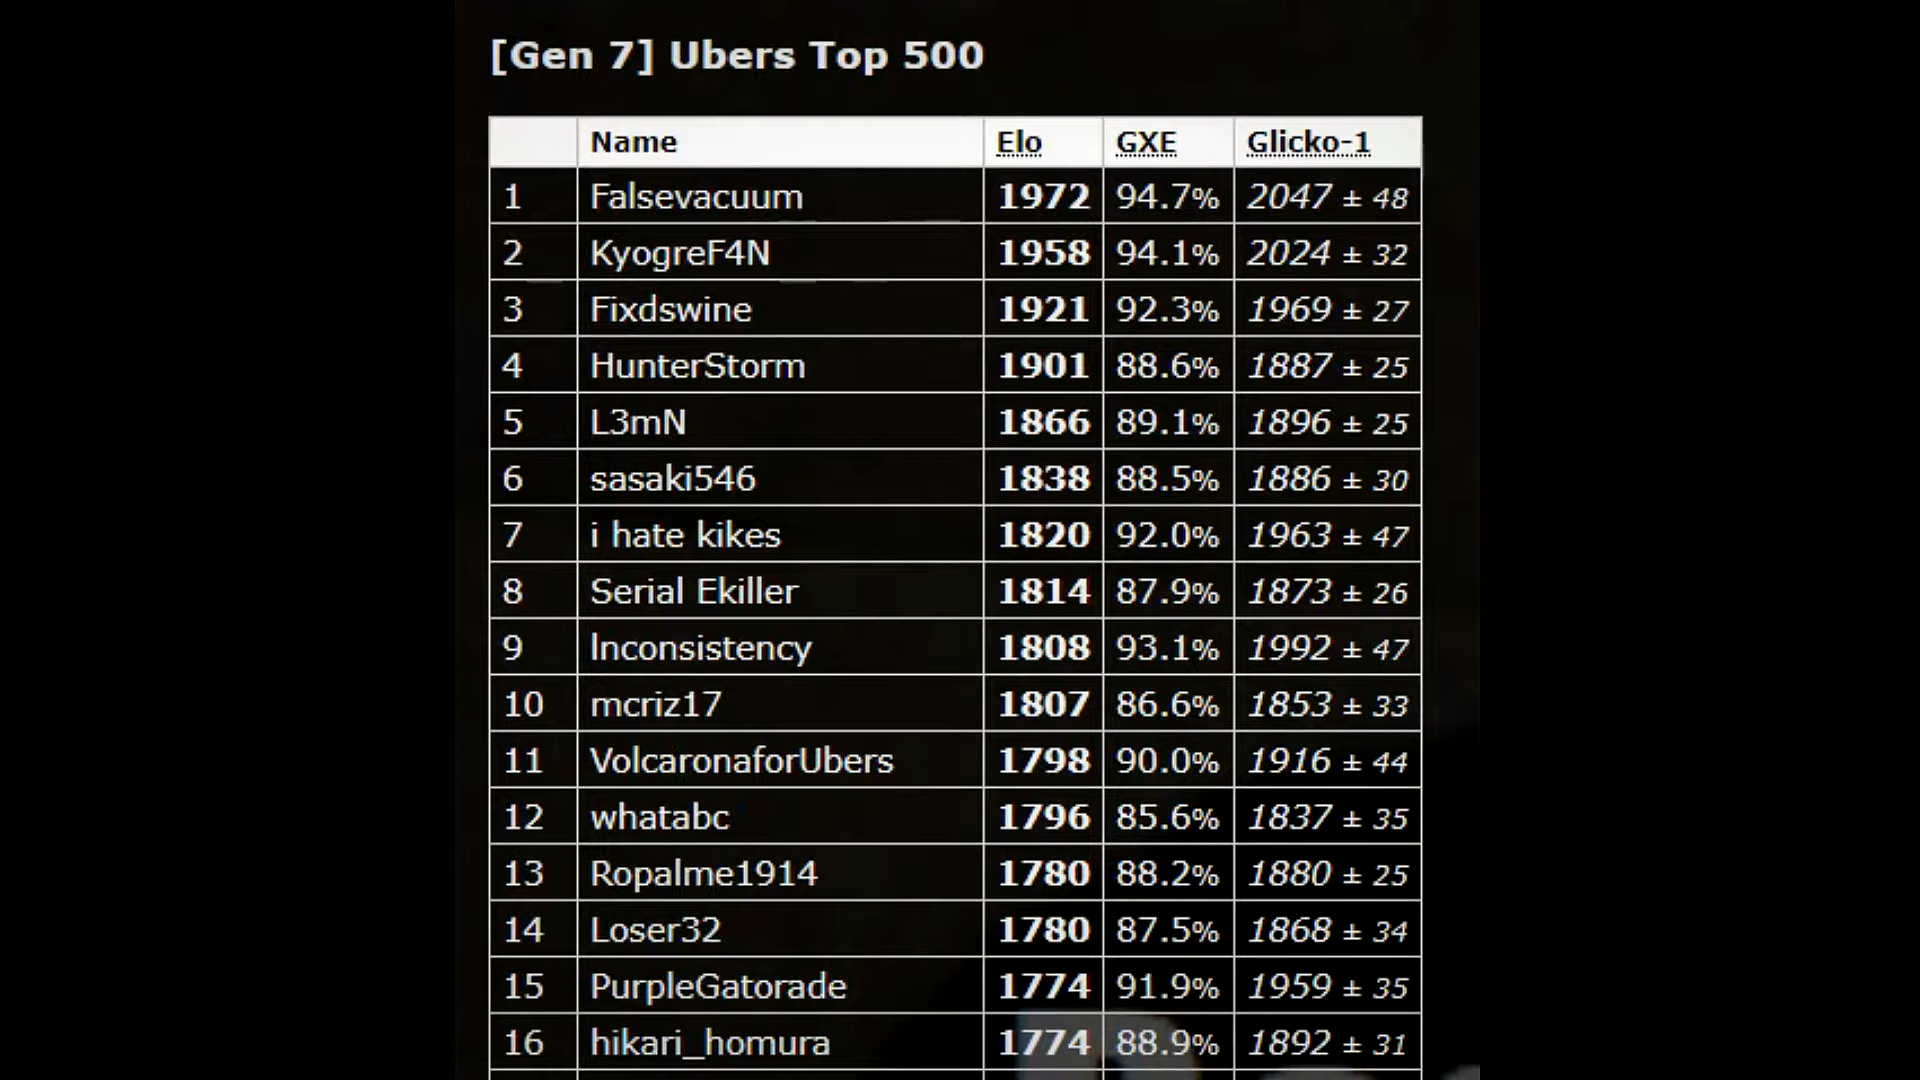 [Gen 7] Ubers Top 500
Name Elo GXE Glicko-1
1 Falsevacuum 1972 94.7% 2047 ± 48
2 KyogreF4N 1958 94.1% 2024 ± 32
3 Fixdswine 1921 92.3% 1969 ± 27
4 HunterStorm 1901 88.6% 1887 ± 25
5 L3mN 1866 89.1% 1896 ± 25
6 sasaki546 1838 88.5% 1886 ± 30
7 i hate kikes 1820 92.0% 1963 ± 47
8 Serial Ekiller 1814 87.9% 1873 ± 26
9 lnconsistency 1808 93.1% 1992 ± 47
10 mcriz17 1807 86.6% 1853 ± 33
11 VolcaronaforUbers 1798 90.0% 1916 ± 44
12 whatabc 1796 85.6% 1837 ± 35
13 Ropalme1914 1780 88.2% 1880 ± 25
14 Loser32 1780 87.5% 1868 ± 34
15 PurpleGatorade 1774 91.9% 1959 ± 35
16 hikari_homura 1774 88.9% 1892 ± 31